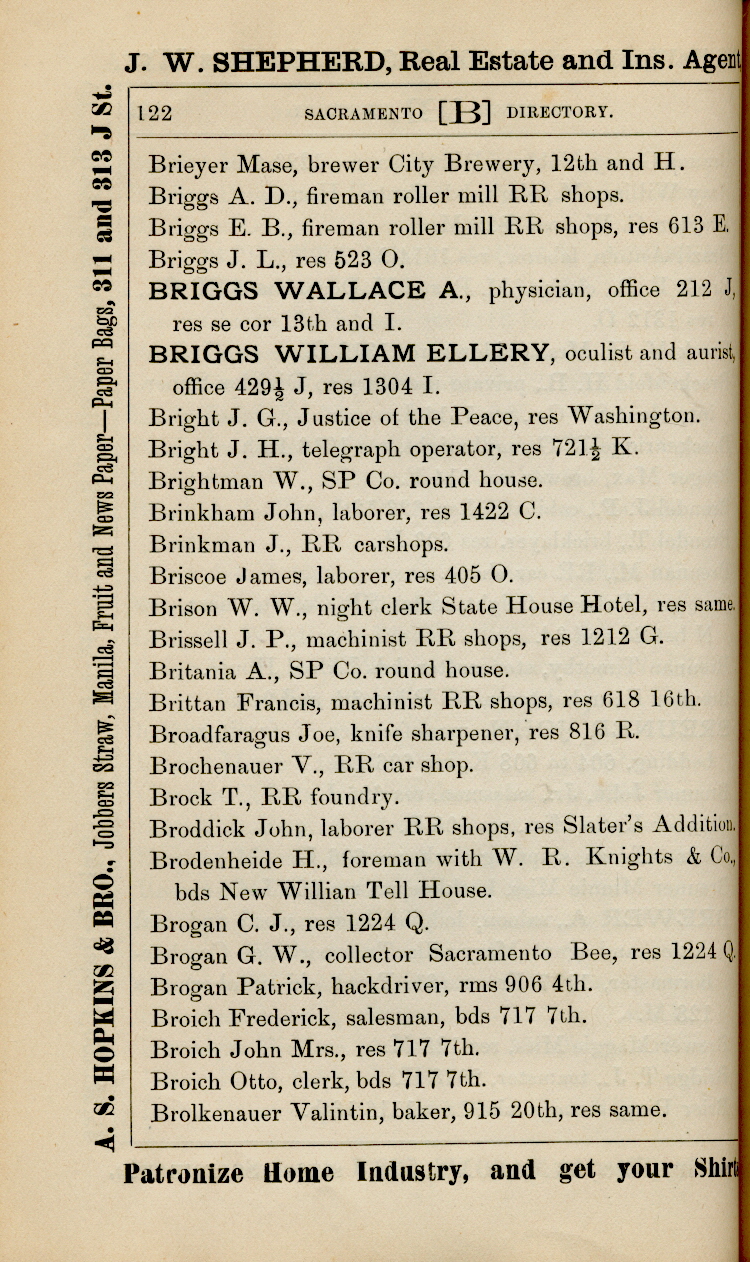 J. W. SHEPHERD, Real Estate and Ins. Agent
122 SACRAMENTO [B] DIRECTORY.
Brieyer Mase, brewer City Brewery, 12th and H.
Briggs A. D., fireman roller mill RR shops.
Briggs E. B., fireman roller mill RR shops, res 613 E.
Briggs J. L., res 523 O.
BRIGGS WALLACE A., physician, office 212 J,
res se cor 13th and I.
BRIGGS WILLIAM ELLERY, oculist and aurist,
office 429½ J, res 1304 I.
Bright J. G., Justice of the Peace, res Washington.
Bright J. H., telegraph operator, res 721½ K.
Brightman W., SP Co. round house.
Brinkham John, laborer, res 1422 C.
Brinkman J., RR carshops.
Briscoe James, laborer, res 405 O.
Brison W. W., night clerk State House Hotel, res same.
Brissell J. P., machinist RR shops, res 1212 G.
Britania A., SP Co. round house.
Brittan Francis, machinist RR shops, res 618 16th.
Broadfaragus Joe, knife sharpener, res 816 R.
Brochenauer V., RR car shop.
Brock T., RR foundry.
Broddick John, laborer RR shops, res Slater's Addition.
Brodenheide H., foreman with W. R. Knights & Co.,
bds New Willian Tell House.
Brogan C. J., res 1224 Q.
Brogan G. W., collector Sacramento Bee, res 1224 Q.
Brogan Patrick, hackdriver, rms 906 4th.
Broich Frederick, salesman, bds 717 7th.
Broich John Mrs., res 717 7th.
Broich Otto, clerk, bds 717 7th.
Brolkenauer Valintin, baker, 915 20th, res same.
Patronize Home Industry, and get your Shirts
A. S. HOPKINS & BRO., Jobbers Straw, Manila, Fruit and News Paper—Paper Bags, 311 and 313 J St.